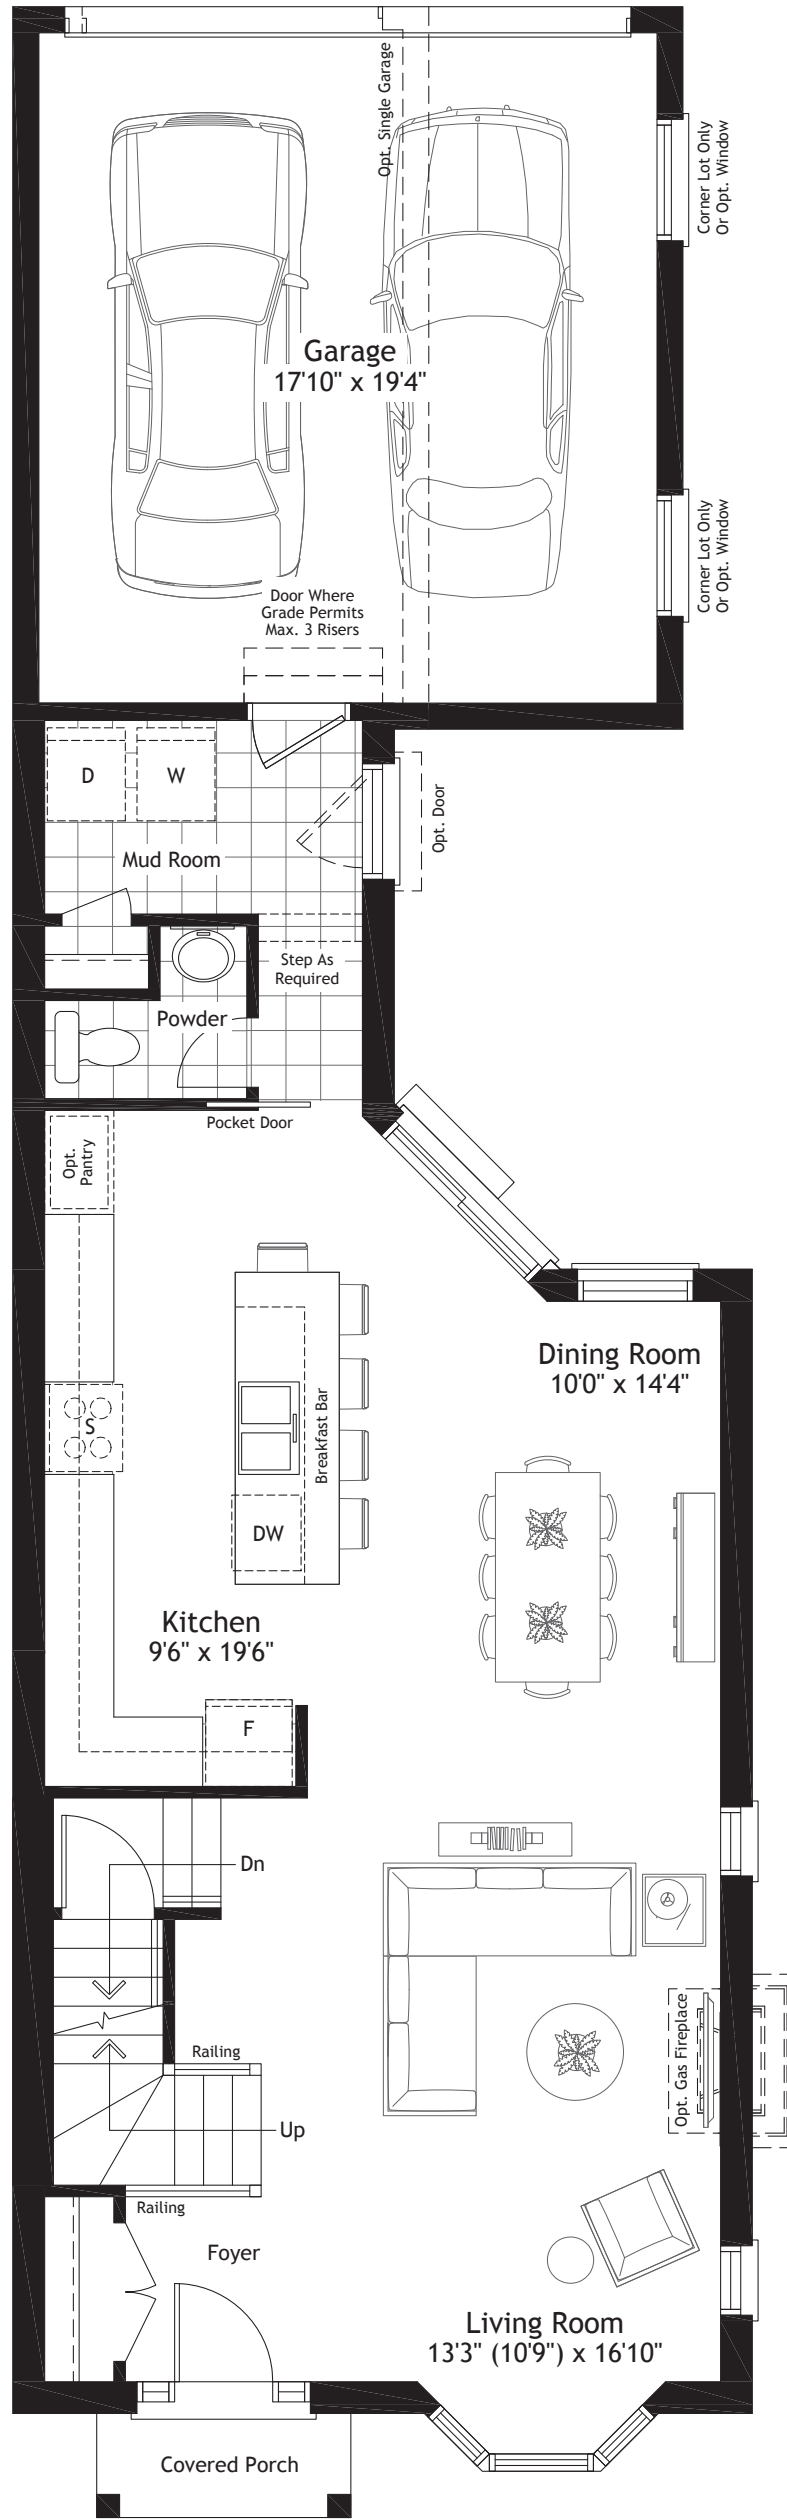 Opt. Single Garage
Corner Lot Only
Or Opt. Window
Garage
17'10" x 19'4"
Corner Lot Only
Or Opt. Window
Door Where
Grade Permits
Max. 3 Risers
D
W
Opt. Door
Mud Room
Step As
Required
Powder
Pocket Door
Opt.
Pantry
Dining Room
10'0" x 14'4"
S
Breakfast Bar
DW
Kitchen
9'6" x 19'6"
F
Dn
Railing
Opt. Gas Fireplace
Up
Railing
Foyer
Living Room
13'3" (10'9") x 16'10"
Covered Porch